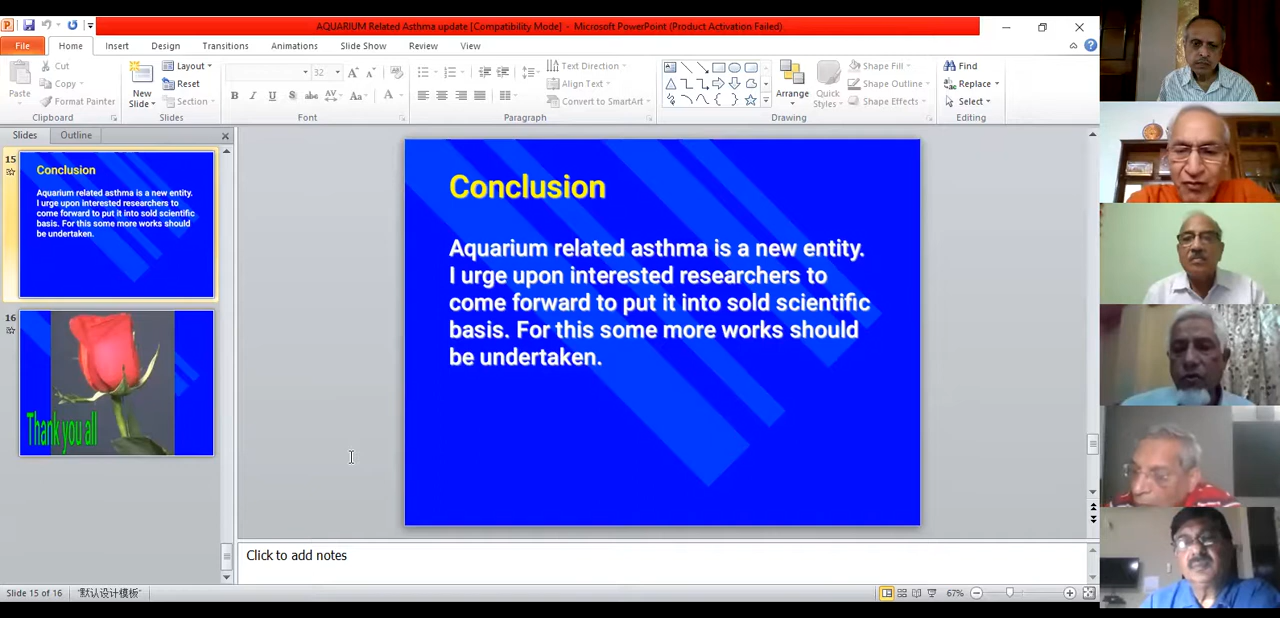 AQUARIUM Related Asthma update [Compatibility Mode] - Microsoft PowerPoint (Product Activation Failed)
File Home Insert Design Transitions Animations Slide Show Review View
Paste
Cut
Copy
Format Painter
Clipboard
New
Slide
Layout
Reset
Section
Slides
32
B I U S abc AV Aa A
Font
Text Direction
Align Text
Convert to SmartArt
Paragraph
Arrange
Quick
Styles
Shape Fill
Shape Outline
Shape Effects
Drawing
Find
Replace
Select
Editing
Slides Outline
15
Conclusion
Aquarium related asthma is a new entity.
I urge upon interested researchers to
come forward to put it into sold scientific
basis. For this some more works should
be undertaken.
16
Thank you all
Conclusion
Aquarium related asthma is a new entity.
I urge upon interested researchers to
come forward to put it into sold scientific
basis. For this some more works should
be undertaken.
Click to add notes
Slide 15 of 16 "默认设计模板" 67%